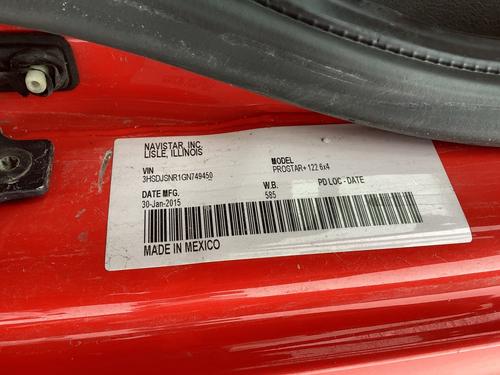 NAVISTAR, INC.
LISLE, ILLINOIS
VIN MODEL
3HSDJSNR1GN749450 PROSTAR+ 122 6x4
DATE MFG. W.B. PD LOC - DATE
30-Jan-2015 585
MADE IN MEXICO